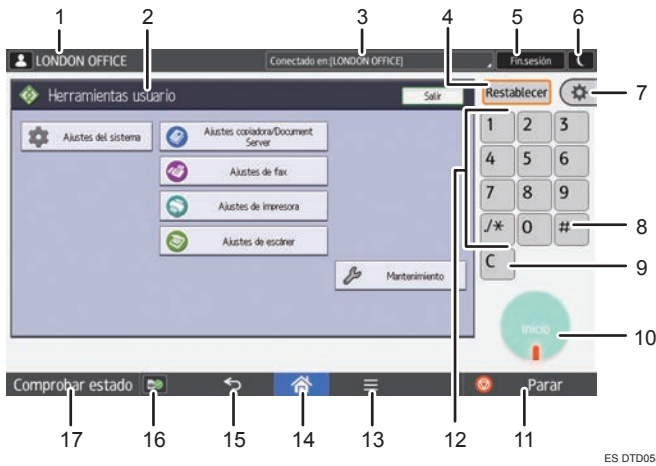 1
2
3
4
5
6
LONDON OFFICE
Conectado en:[LONDON OFFICE]
Fin.sesión
Herramientas usuario
Salir
Restablecer
7
Ajustes del sistema
Ajustes copiadora/Document
Server
Ajustes de fax
Ajustes de impresora
Ajustes de escáner
Mantenimiento
1
2
3
4
5
6
7
8
9
./*
0
#
8
C
9
Inicio
10
Comprobar estado
Parar
17
16
15
14
13
12
11
ES DTD05